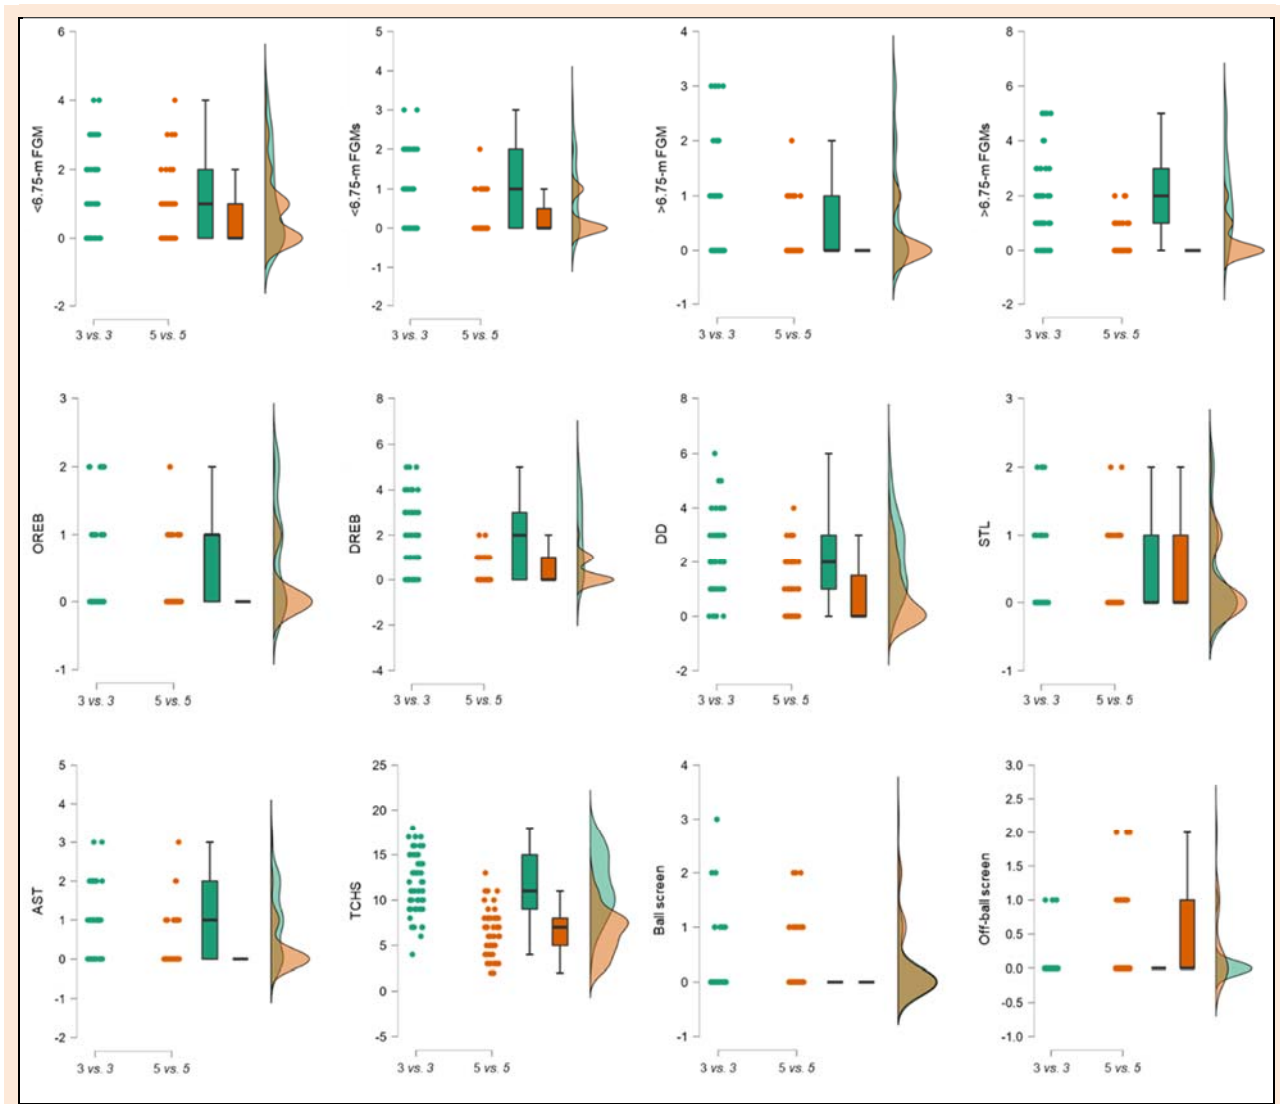 <6.75-m FGM
6
4
2
0
-2
3 vs. 3
5 vs. 5
<6.75-m FGMs
5
4
3
2
1
0
-1
-2
3 vs. 3
5 vs. 5
>6.75-m FGM
4
3
2
1
0
-1
3 vs. 3
5 vs. 5
>6.75-m FGMs
8
6
4
2
0
-2
3 vs. 3
5 vs. 5
OREB
3
2
1
0
-1
3 vs. 3
5 vs. 5
DREB
8
6
4
2
0
-2
-4
3 vs. 3
5 vs. 5
DD
8
6
4
2
0
-2
3 vs. 3
5 vs. 5
STL
3
2
1
0
-1
3 vs. 3
5 vs. 5
AST
5
4
3
2
1
0
-1
-2
3 vs. 3
5 vs. 5
TCHS
25
20
15
10
5
0
-5
3 vs. 3
5 vs. 5
Ball screen
4
3
2
1
0
-1
3 vs. 3
5 vs. 5
Off-ball screen
3.0
2.5
2.0
1.5
1.0
0.5
0.0
-0.5
-1.0
3 vs. 3
5 vs. 5